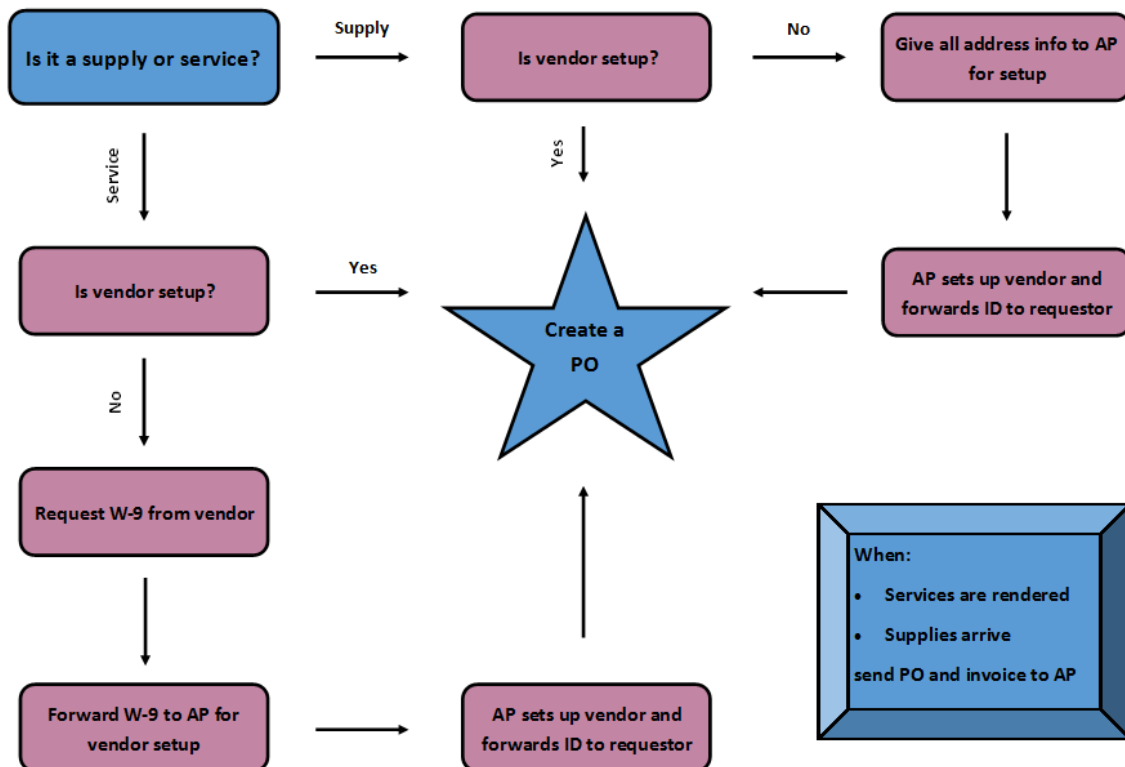 Supply
No
Is it a supply or service?
Is vendor setup?
Give all address info to AP
for setup
Service
Yes
Is vendor setup?
Yes
AP sets up vendor and
forwards ID to requestor
Create a
PO
No
Request W-9 from vendor
When:
• Services are rendered
• Supplies arrive
send PO and invoice to AP
Forward W-9 to AP for
vendor setup
AP sets up vendor and
forwards ID to requestor